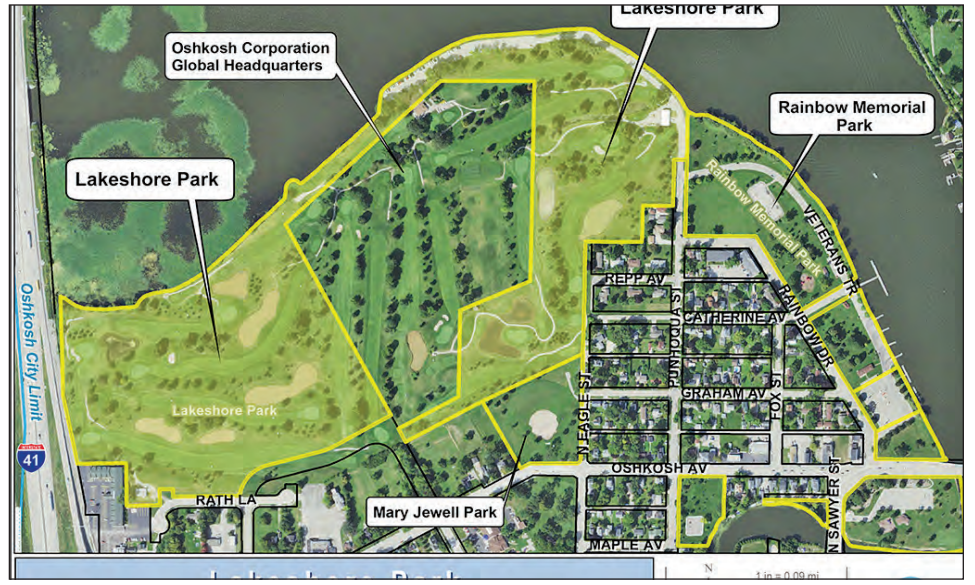 Lakeshore Park
Oshkosh Corporation
Global Headquarters
Rainbow Memorial
Park
Lakeshore Park
Rainbow Memorial Park
VETERANS TR
Oshkosh City Limit
REPP AV
RAINBOW DR
PUNHOQUA ST
CATHERINE AV
Lakeshore Park
N EAGLE ST
GRAHAM AV
FOX ST
41
OSHKOSH AV
RATH LA
Mary Jewell Park
N SAWYER ST
MAPLE AV
Lakeshore Park
N
1 in = 0.09 mi